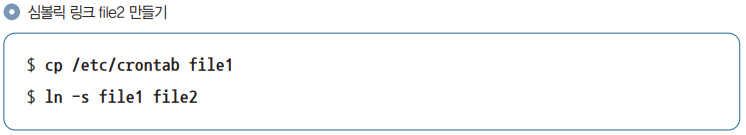 심볼릭 링크 file2 만들기
$ cp /etc/crontab file1
$ ln -s file1 file2